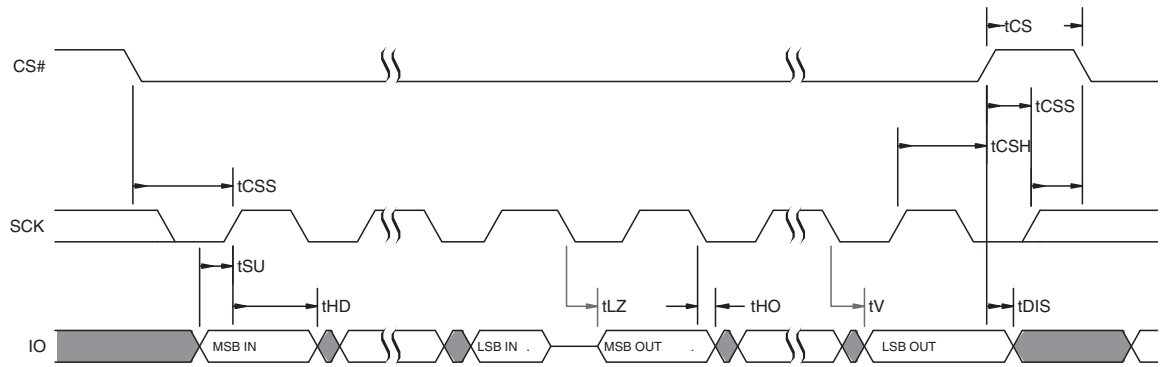 tCS
CS#
tCSS
tCSH
tCSS
SCK
tSU
tHD
tLZ
tHO
tV
tDIS
IO
MSB IN
LSB IN .
MSB OUT .
LSB OUT